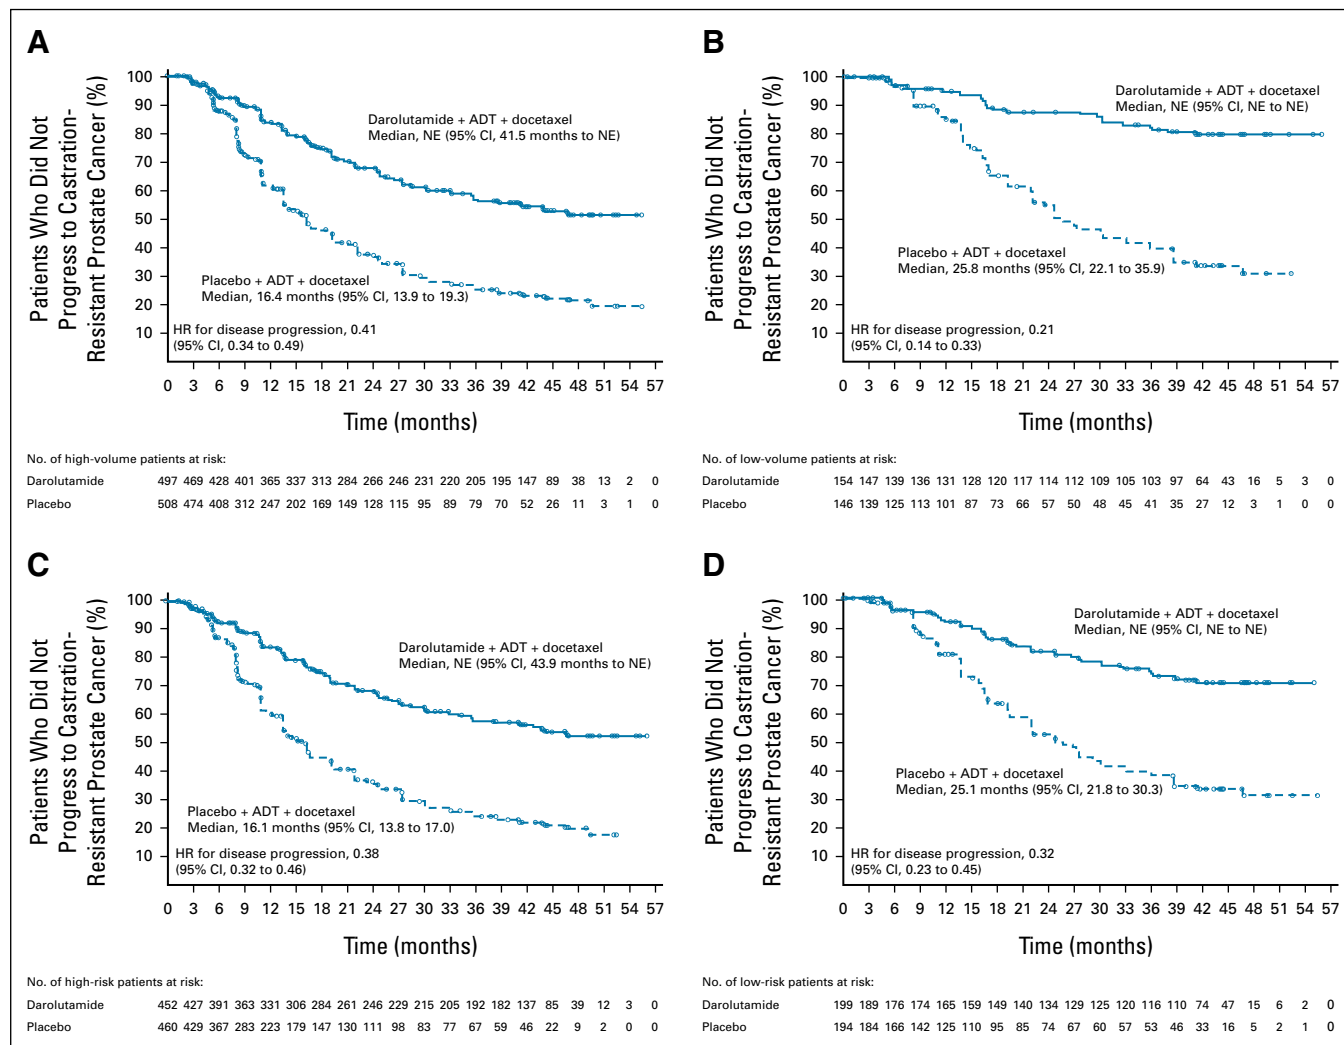 A
Patients Who Did Not
Progress to Castration-
Resistant Prostate Cancer (%)
100
90
80
70
60
50
40
30
20
10
Darolutamide + ADT + docetaxel
Median, NE (95% CI, 41.5 months to NE)
Placebo + ADT + docetaxel
Median, 16.4 months (95% CI, 13.9 to 19.3)
HR for disease progression, 0.41
(95% CI, 0.34 to 0.49)
0 3 6 9 12 15 18 21 24 27 30 33 36 39 42 45 48 51 54 57
Time (months)
No. of high-volume patients at risk:
Darolutamide 497 469 428 401 365 337 313 284 266 246 231 220 205 195 147 89 38 13 2 0
Placebo 508 474 408 312 247 202 169 149 128 115 95 89 79 70 52 26 11 3 1 0
B
Patients Who Did Not
Progress to Castration-
Resistant Prostate Cancer (%)
100
90
80
70
60
50
40
30
20
10
Darolutamide + ADT + docetaxel
Median, NE (95% CI, NE to NE)
Placebo + ADT + docetaxel
Median, 25.8 months (95% CI, 22.1 to 35.9)
HR for disease progression, 0.21
(95% CI, 0.14 to 0.33)
0 3 6 9 12 15 18 21 24 27 30 33 36 39 42 45 48 51 54 57
Time (months)
No. of low-volume patients at risk:
Darolutamide 154 147 139 136 131 128 120 117 114 112 109 105 103 97 64 43 16 5 3 0
Placebo 146 139 125 113 101 87 73 66 57 50 48 45 41 35 27 12 3 1 0 0
C
Patients Who Did Not
Progress to Castration-
Resistant Prostate Cancer (%)
100
90
80
70
60
50
40
30
20
10
Darolutamide + ADT + docetaxel
Median, NE (95% CI, 43.9 months to NE)
Placebo + ADT + docetaxel
Median, 16.1 months (95% CI, 13.8 to 17.0)
HR for disease progression, 0.38
(95% CI, 0.32 to 0.46)
0 3 6 9 12 15 18 21 24 27 30 33 36 39 42 45 48 51 54 57
Time (months)
No. of high-risk patients at risk:
Darolutamide 452 427 391 363 331 306 284 261 246 229 215 205 192 182 137 85 39 12 3 0
Placebo 460 429 367 283 223 179 147 130 111 98 83 77 67 59 46 22 9 2 0 0
D
Patients Who Did Not
Progress to Castration-
Resistant Prostate Cancer (%)
100
90
80
70
60
50
40
30
20
10
Darolutamide + ADT + docetaxel
Median, NE (95% CI, NE to NE)
Placebo + ADT + docetaxel
Median, 25.1 months (95% CI, 21.8 to 30.3)
HR for disease progression, 0.32
(95% CI, 0.23 to 0.45)
0 3 6 9 12 15 18 21 24 27 30 33 36 39 42 45 48 51 54 57
Time (months)
No. of low-risk patients at risk:
Darolutamide 199 189 176 174 165 159 149 140 134 129 125 120 116 110 74 47 15 6 2 0
Placebo 194 184 166 142 125 110 95 85 74 67 60 57 53 46 33 16 5 2 1 0